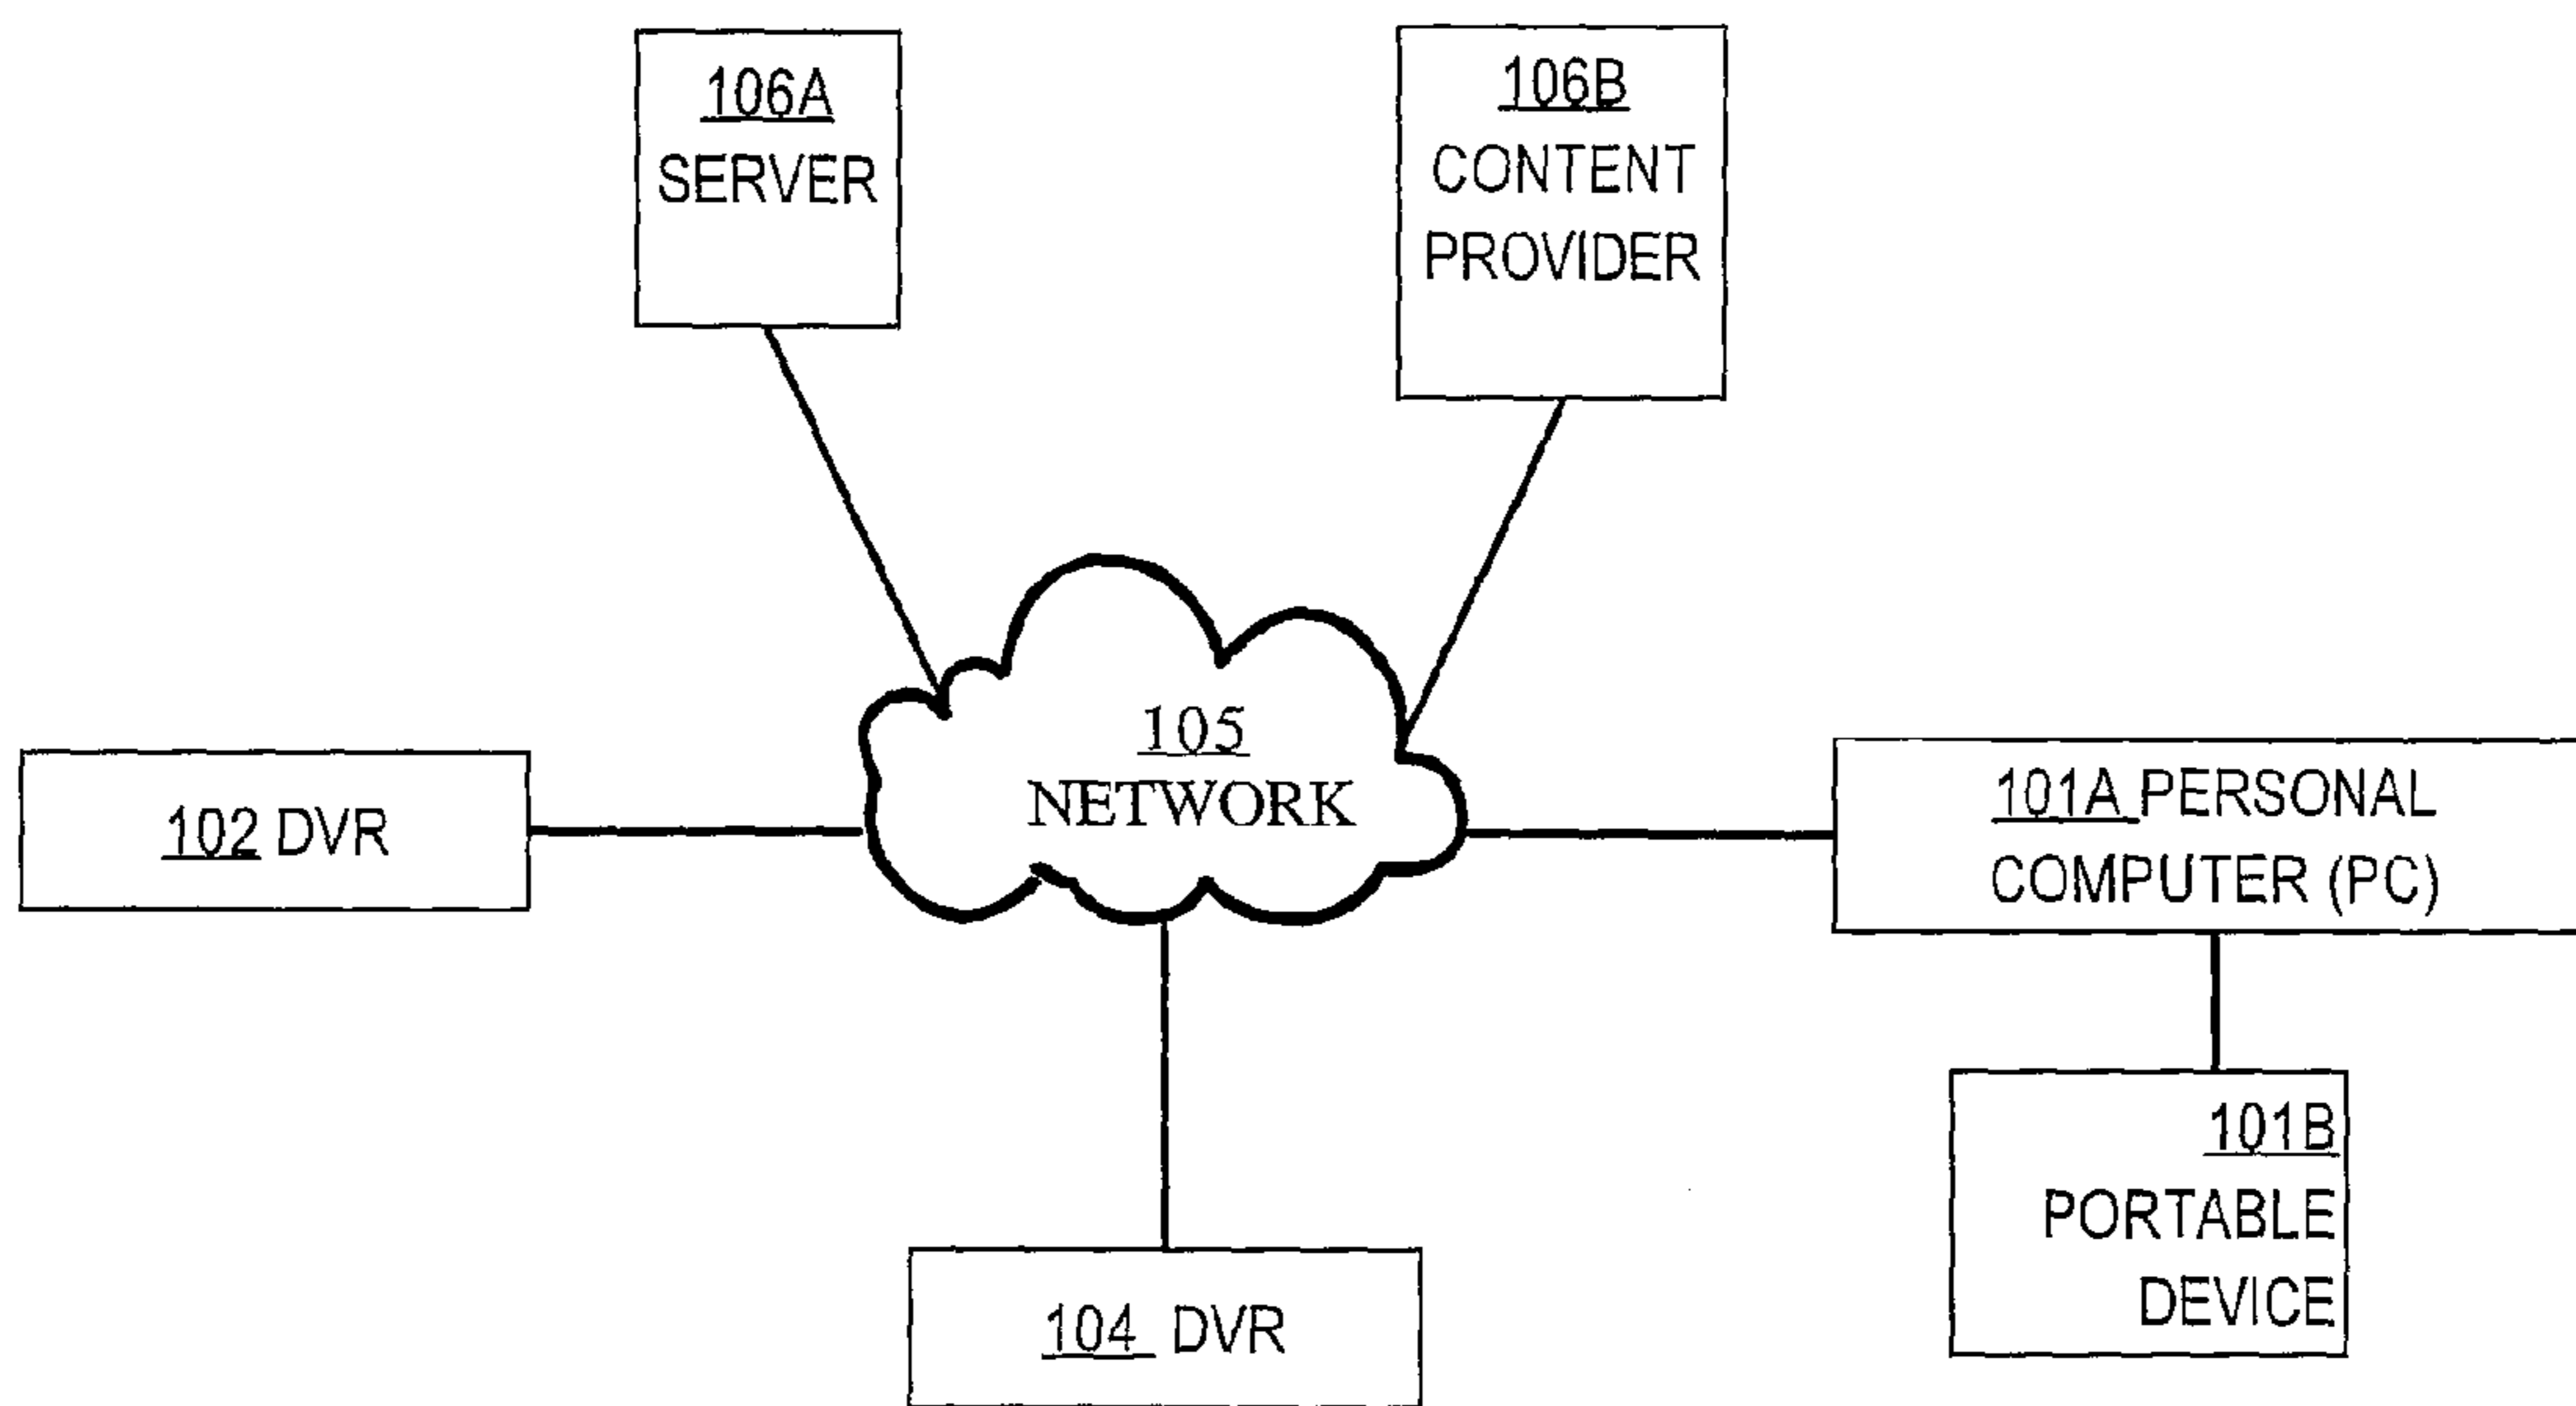 106A
SERVER
106B
CONTENT
PROVIDER
105
NETWORK
102 DVR
101A PERSONAL
COMPUTER (PC)
101B
PORTABLE
DEVICE
104 DVR